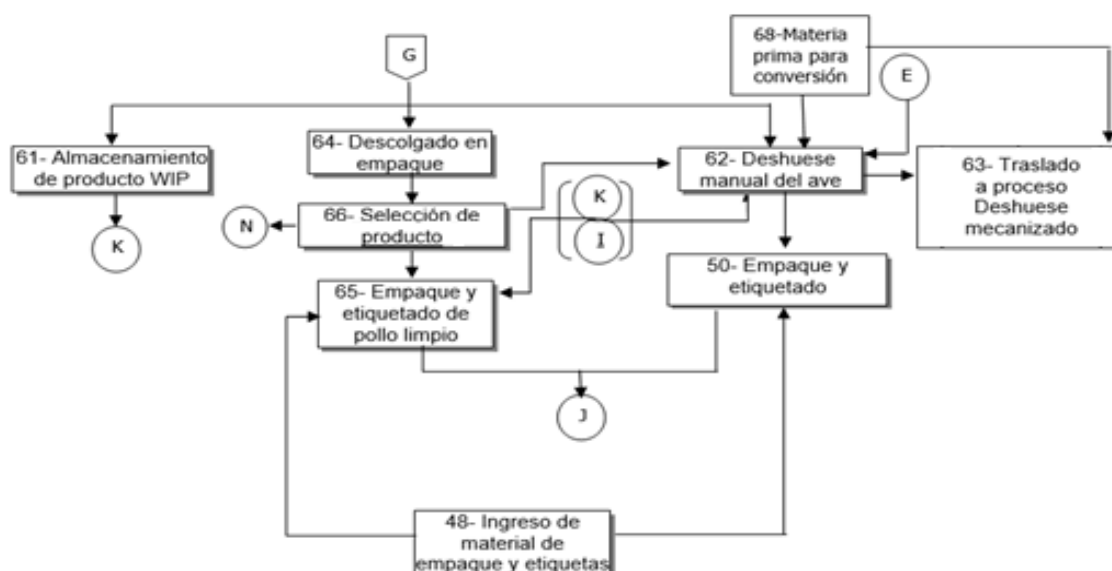 G
68-Materia
prima para
conversión
E
61- Almacenamiento
de producto WIP
64- Descolgado en
empaque
62- Deshuese
manual del ave
63- Traslado
a proceso
Deshuese
mecanizado
K
N
66- Selección de
producto
K
I
65- Empaque y
etiquetado de
pollo limpio
50- Empaque y
etiquetado
J
48- Ingreso de
material de
empaque y etiquetas